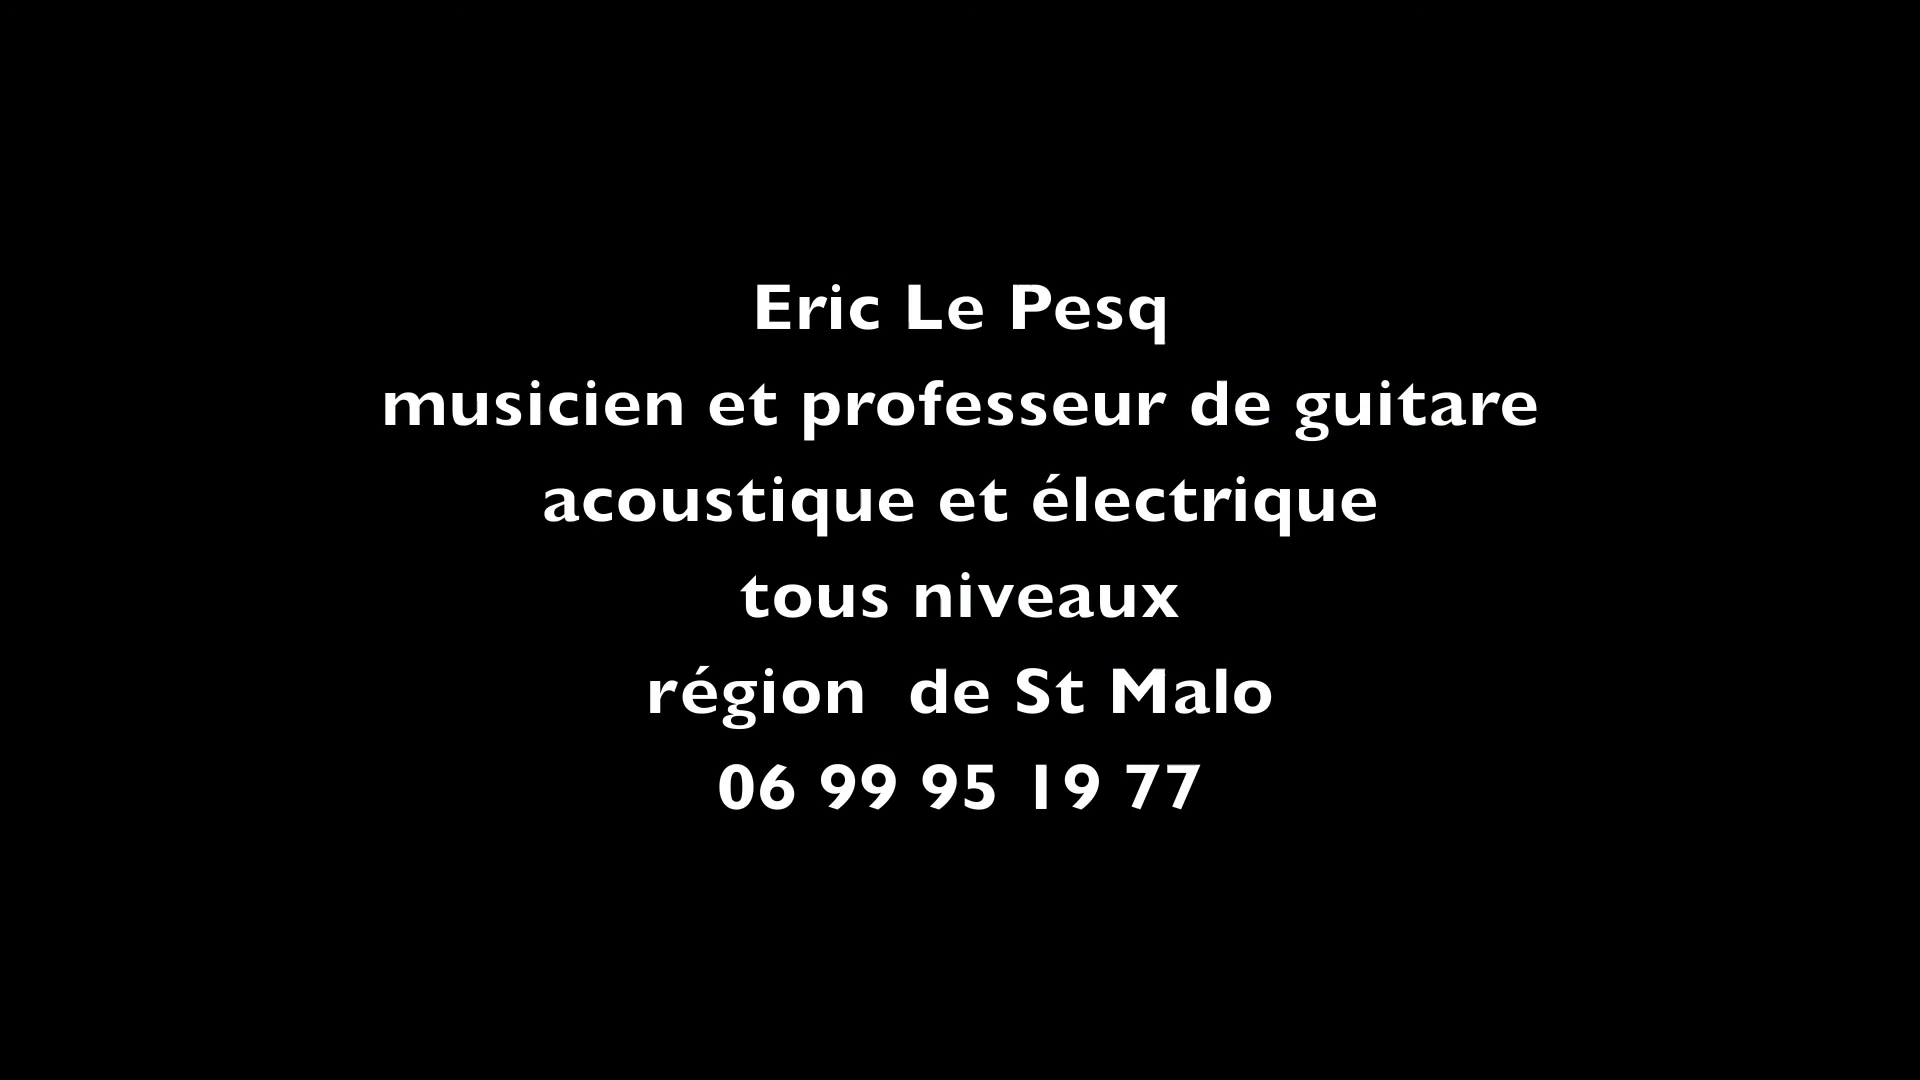 Eric Le Pesq
musicien et professeur de guitare
acoustique et électrique
tous niveaux
région  de St Malo
06 99 95 19 77